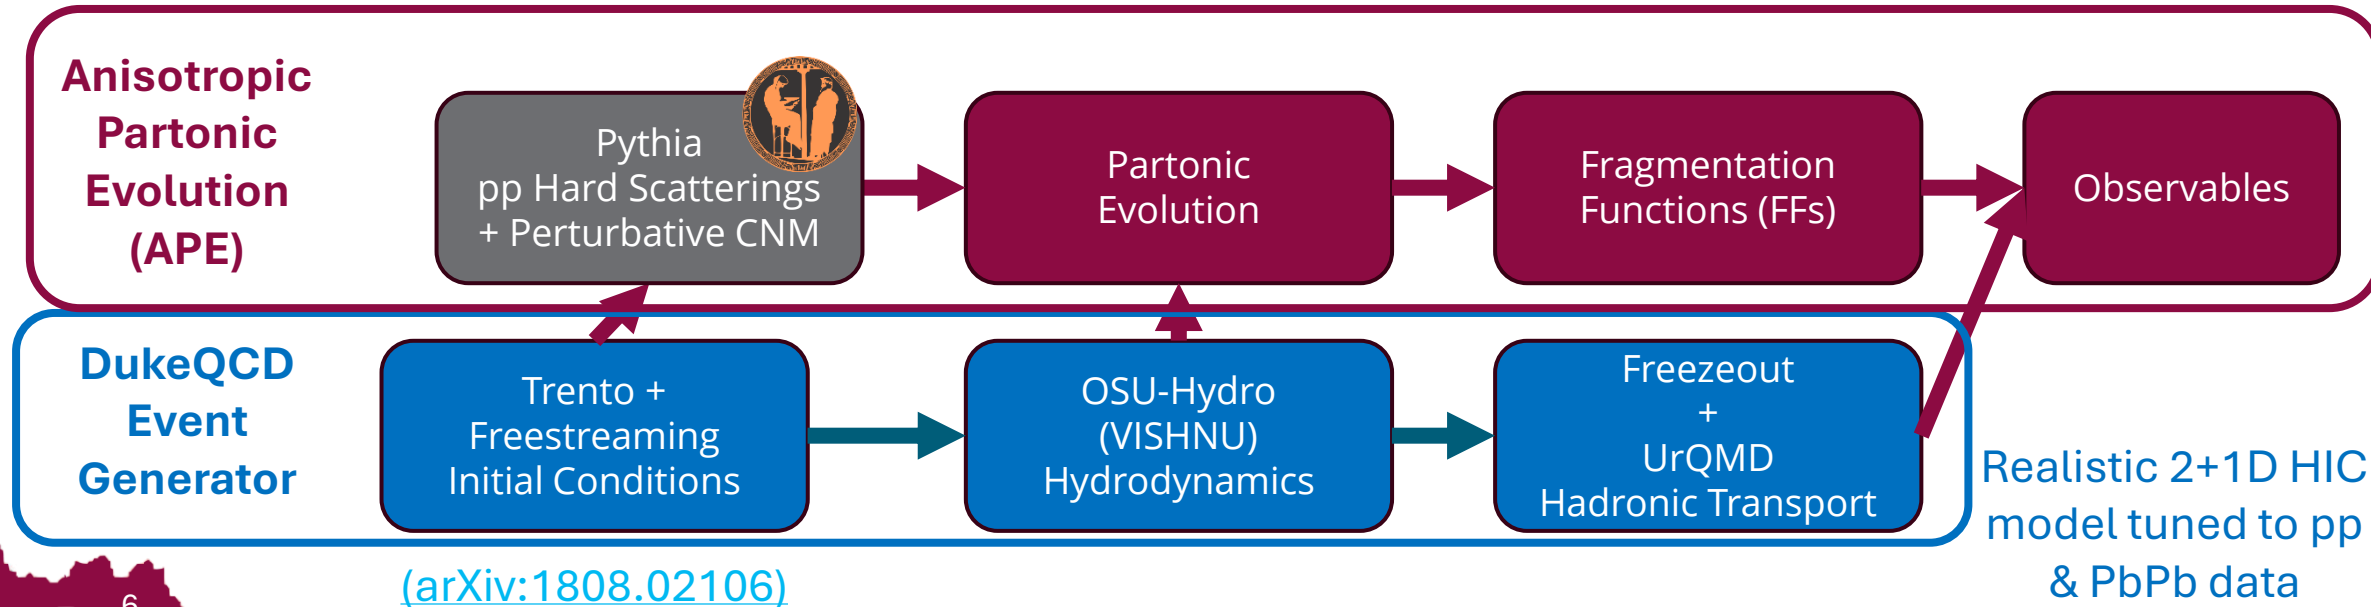 Anisotropic
Partonic
Evolution
(APE)
Pythia
pp Hard Scatterings
+ Perturbative CNM
Partonic
Evolution
Fragmentation
Functions (FFs)
Observables
DukeQCD
Event
Generator
Trento +
Freestreaming
Initial Conditions
OSU-Hydro
(VISHNU)
Hydrodynamics
Freezeout
+
UrQMD
Hadronic Transport
Realistic 2+1D HIC
model tuned to pp
& PbPb data
(arXiv:1808.02106)
6